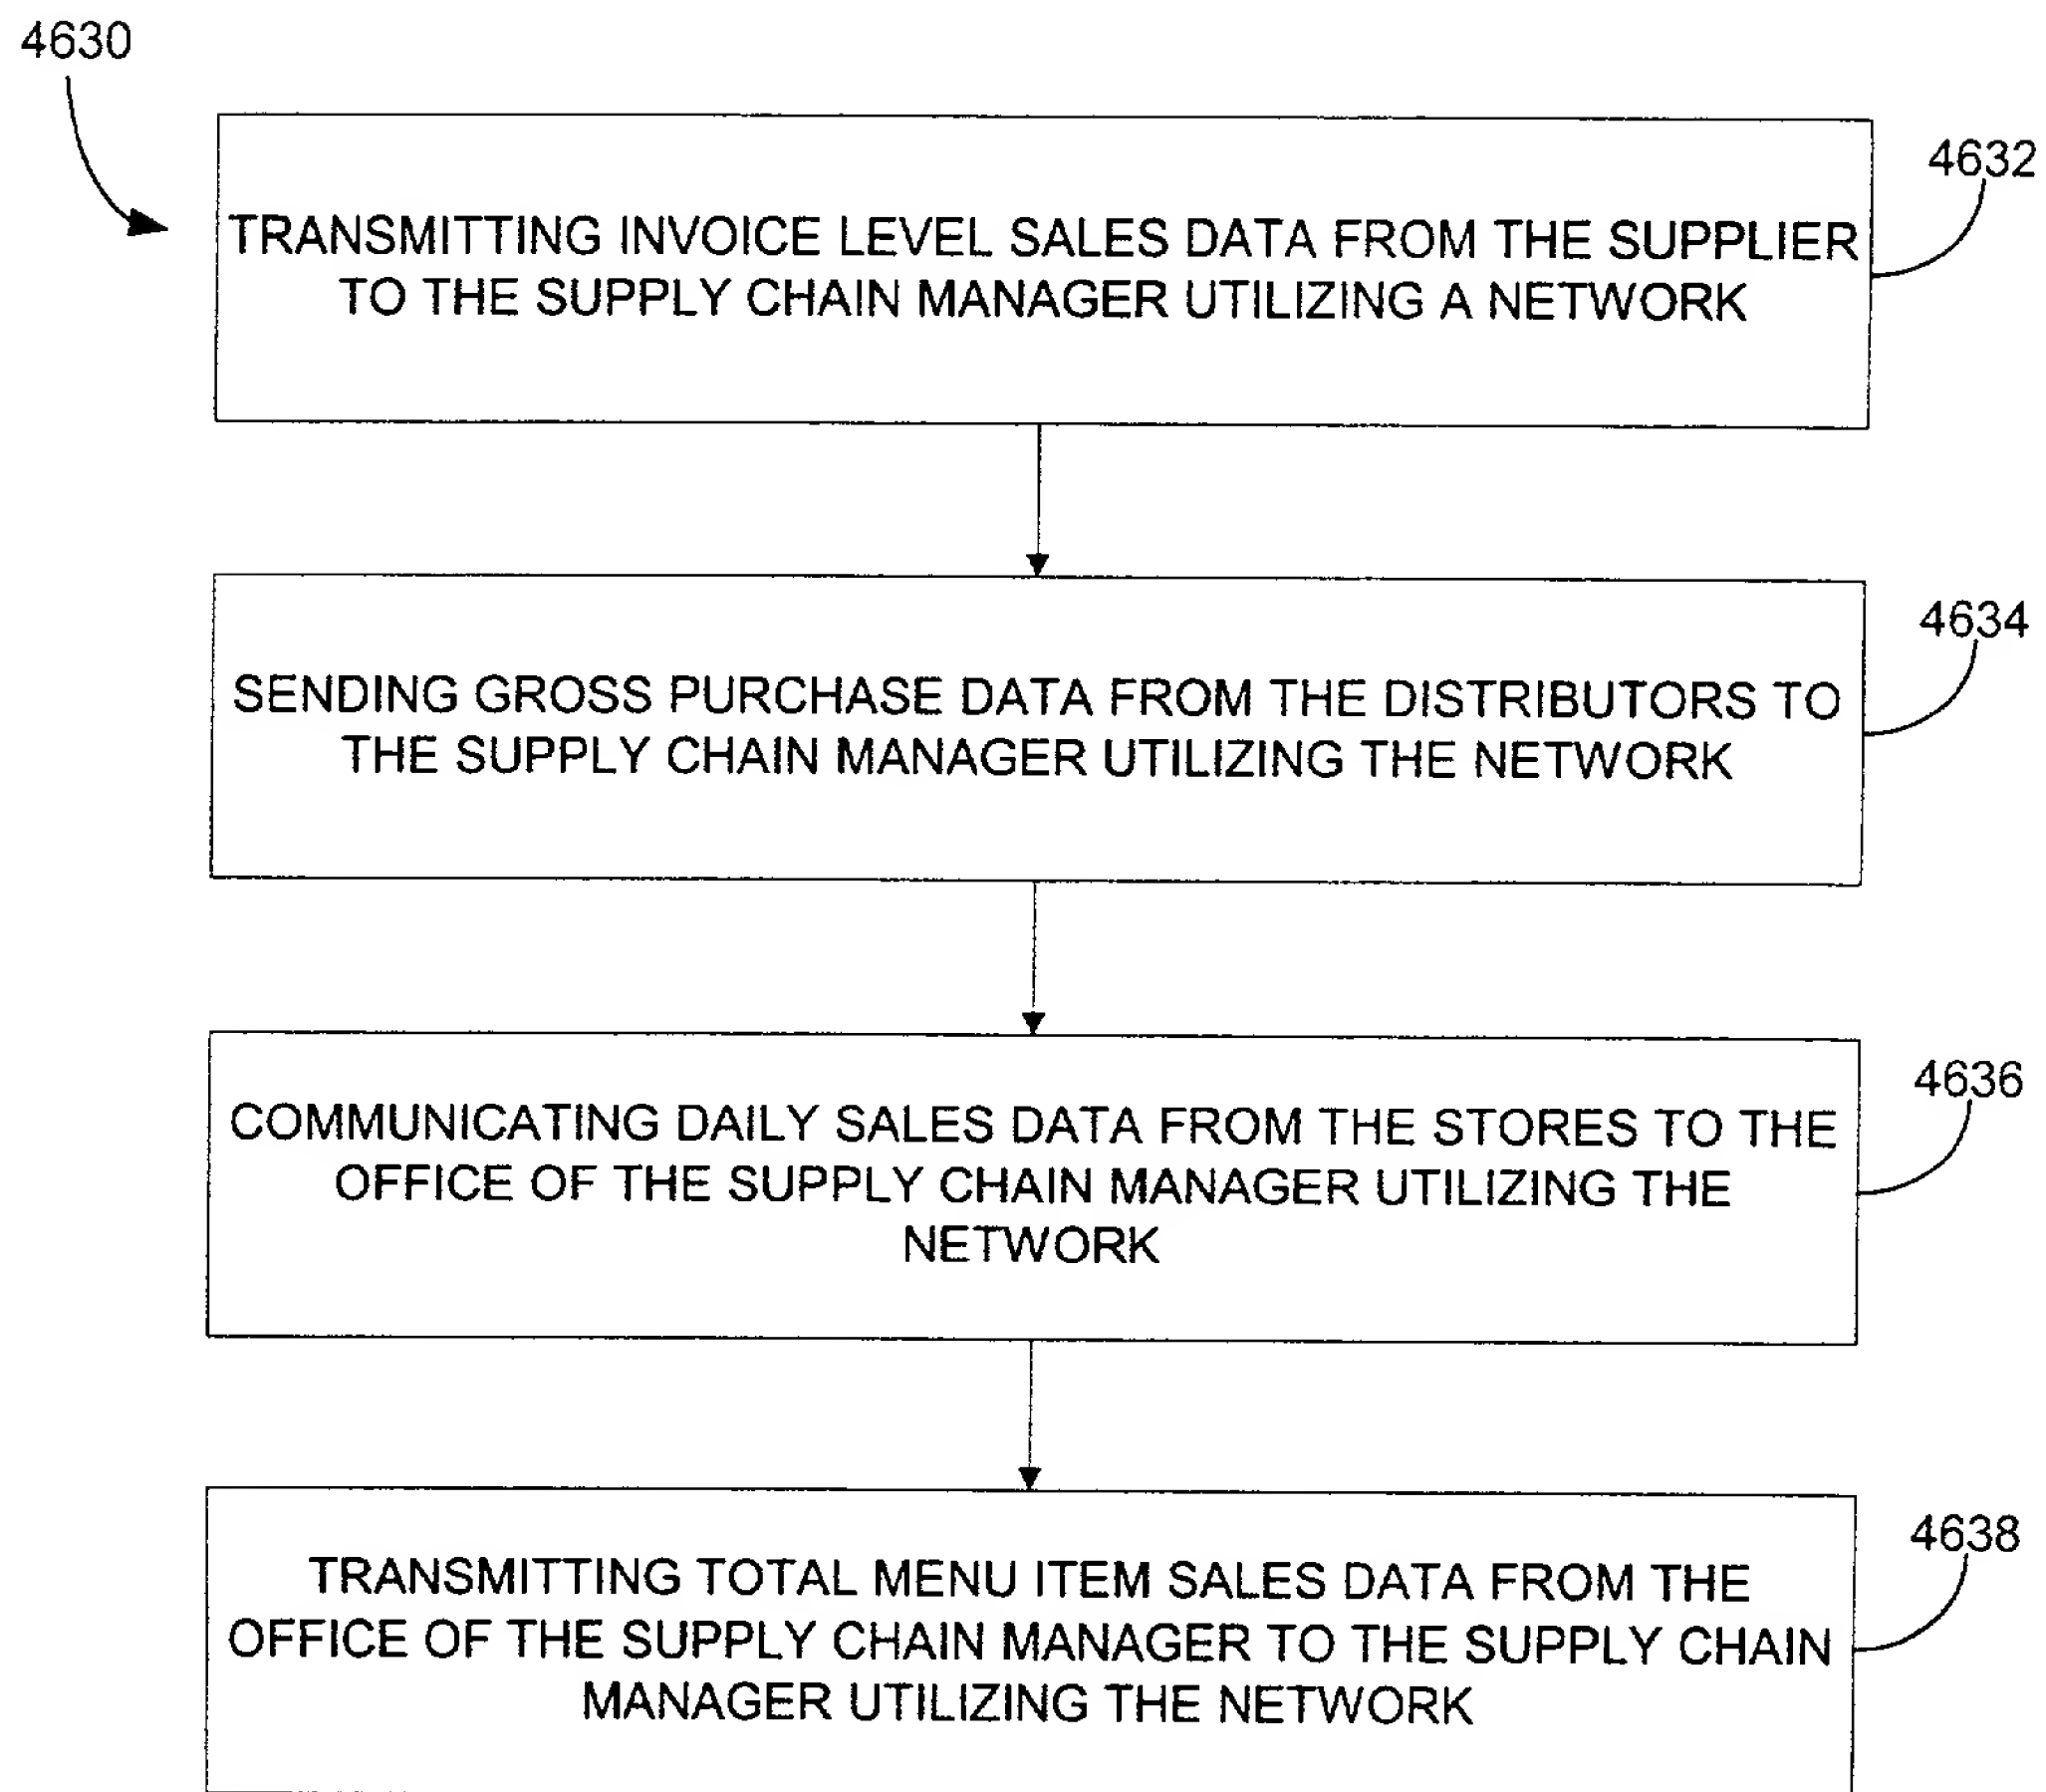 4630
4632
TRANSMITTING INVOICE LEVEL SALES DATA FROM THE SUPPLIER
TO THE SUPPLY CHAIN MANAGER UTILIZING A NETWORK
4634
SENDING GROSS PURCHASE DATA FROM THE DISTRIBUTORS TO
THE SUPPLY CHAIN MANAGER UTILIZING THE NETWORK
4636
COMMUNICATING DAILY SALES DATA FROM THE STORES TO THE
OFFICE OF THE SUPPLY CHAIN MANAGER UTILIZING THE
NETWORK
4638
TRANSMITTING TOTAL MENU ITEM SALES DATA FROM THE
OFFICE OF THE SUPPLY CHAIN MANAGER TO THE SUPPLY CHAIN
MANAGER UTILIZING THE NETWORK